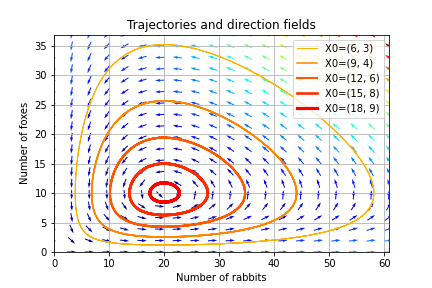 Trajectories and direction fields
X0=(6, 3)
X0=(9, 4)
X0=(12, 6)
X0=(15, 8)
X0=(18, 9)
Number of foxes
35
30
25
20
15
10
5
0
0 10 20 30 40 50 60
Number of rabbits